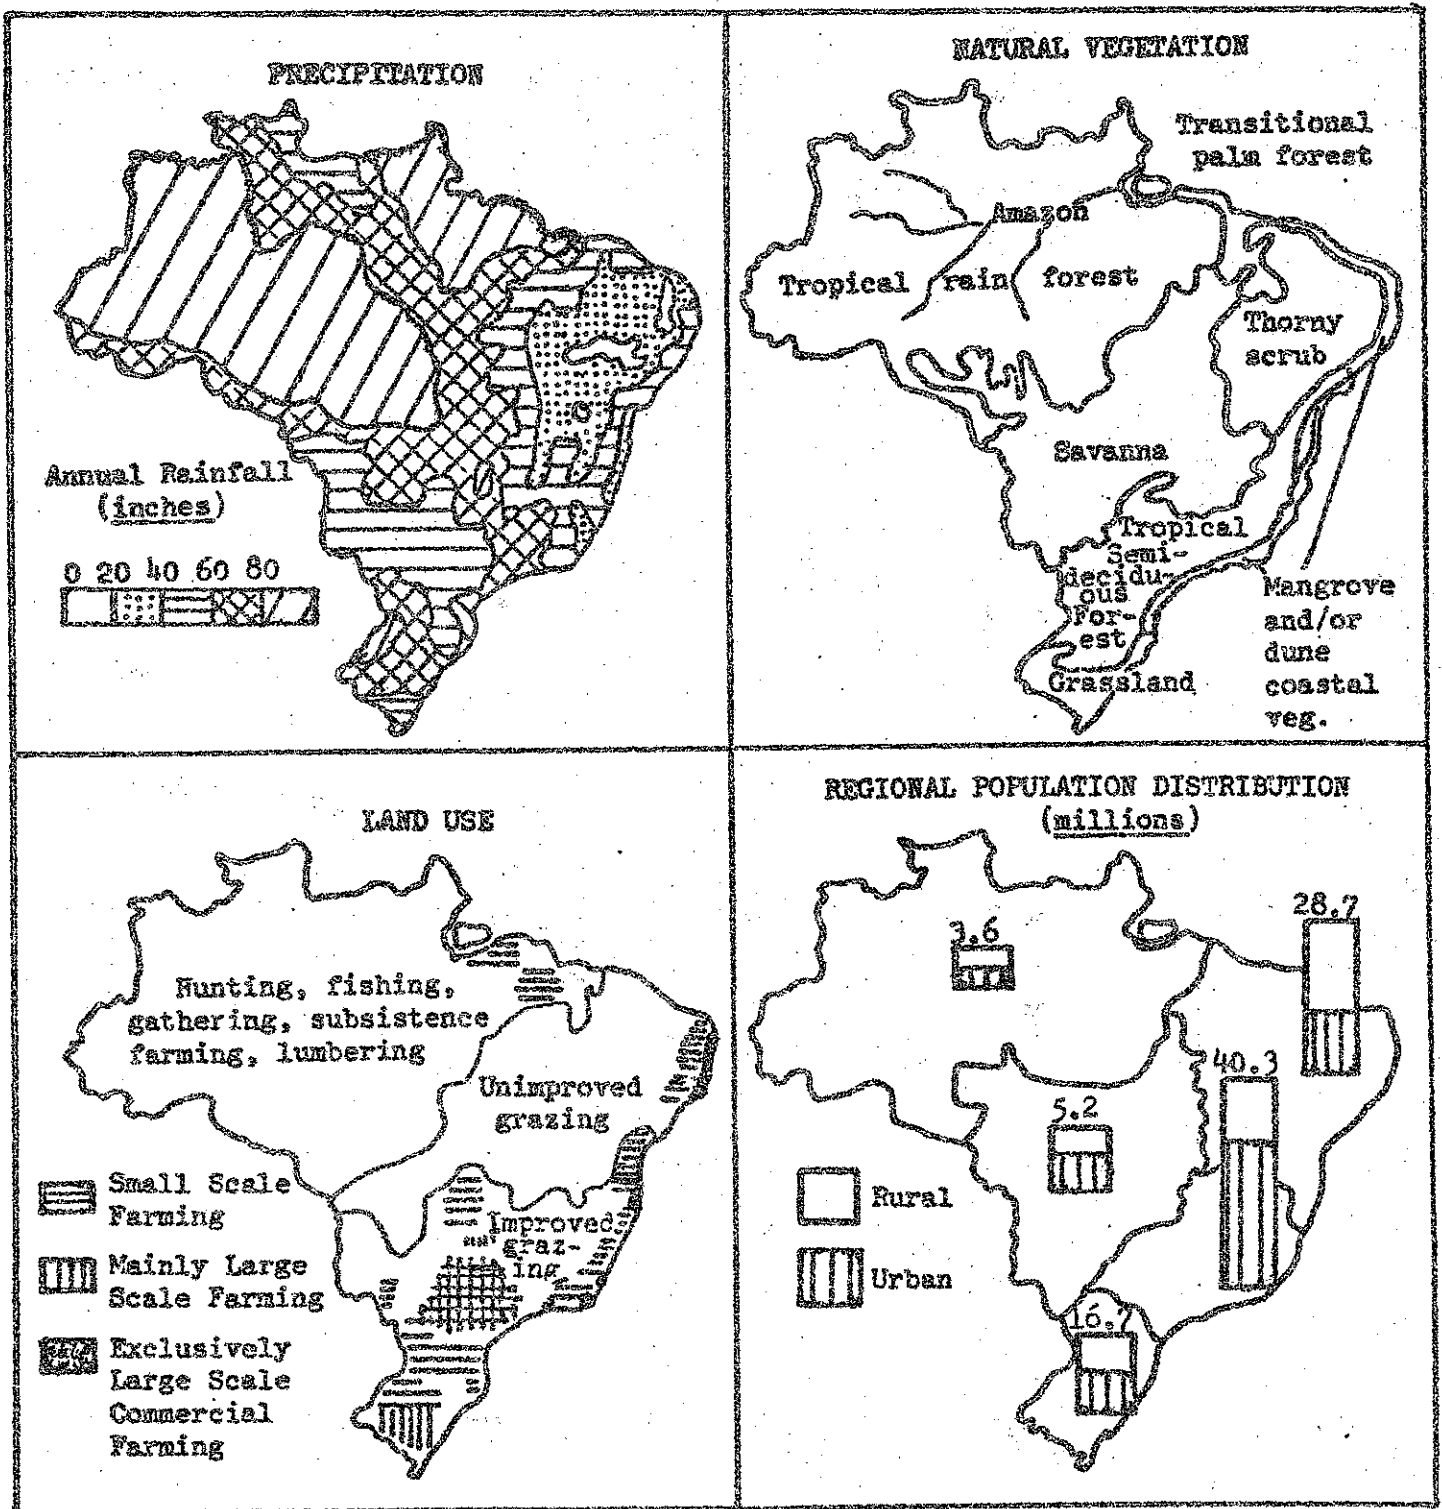 PRECIPITATION
Annual Rainfall
(inches)
0 20 40 60 80
NATURAL VEGETATION
Transitional
palm forest
Amazon
Tropical rain forest
Thorny
scrub
Savanna
Tropical
Semi-
decidu-
ous
For-
est
Grassland
Mangrove
and/or
dune
coastal
veg.
LAND USE
Hunting, fishing,
gathering, subsistence
farming, lumbering
Unimproved
grazing
Improved
graz-
ing
Small Scale
Farming
Mainly Large
Scale Farming
Exclusively
Large Scale
Commercial
Farming
REGIONAL POPULATION DISTRIBUTION
(millions)
3.6
28.7
40.3
5.2
16.7
Rural
Urban